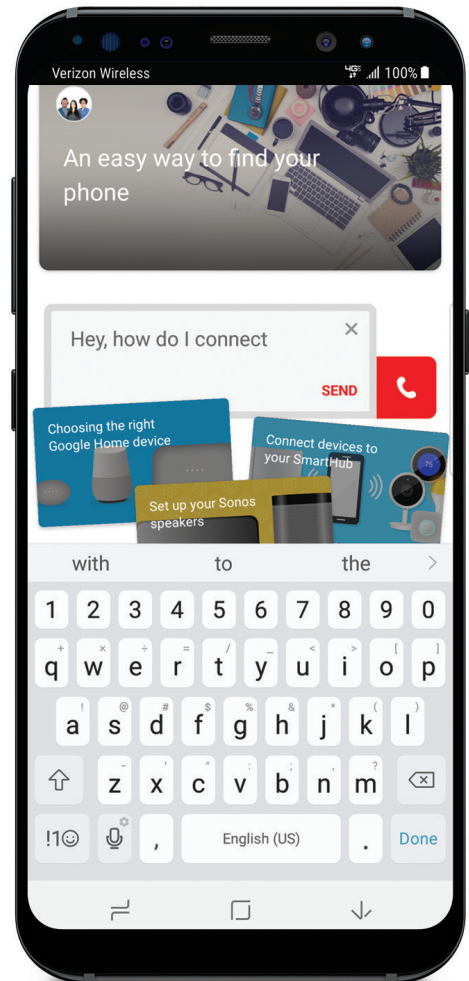 Verizon Wireless 4GE 100%
An easy way to find your
phone
Hey, how do I connect
SEND
Choosing the right
Google Home device
Connect devices to
your SmartHub
75
Set up your Sonos
speakers
with to the
1 2 3 4 5 6 7 8 9 0
+ × ÷ = / _ < > [ ]
q w e r t y u i o p
! @ # $ % & * ( )
a s d f g h j k l
- ' " : ; , ?
z x c v b n m
!1☺ , English (US) . Done